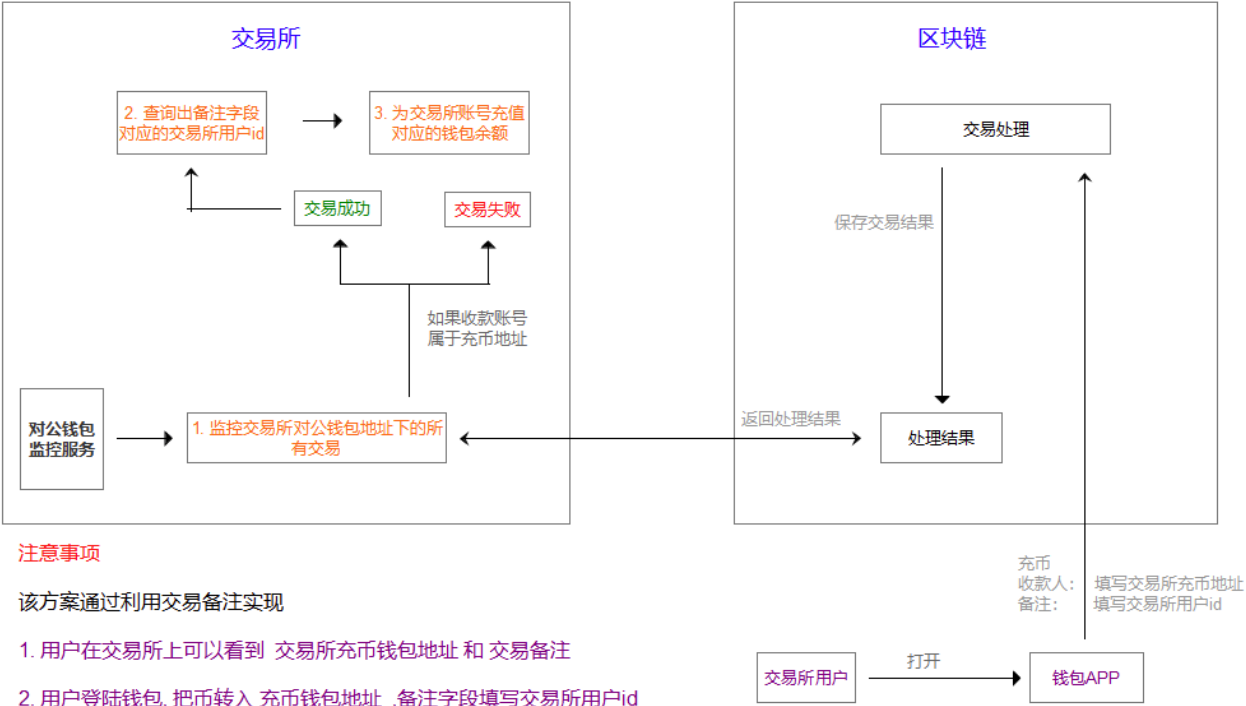 交易所
2. 查询出备注字段
对应的交易所用户id
3. 为交易所账号充值
对应的钱包余额
交易成功
交易失败
如果收款账号
属于充币地址
对公钱包
监控服务
1. 监控交易所对公钱包地址下的所
有交易
区块链
交易处理
保存交易结果
返回处理结果
处理结果
注意事项
该方案通过利用交易备注实现
1. 用户在交易所上可以看到 交易所充币钱包地址 和 交易备注
2. 用户登陆钱包, 把币转入 充币钱包地址 ,备注字段填写交易所用户id
充币
收款人: 填写交易所充币地址
备注: 填写交易所用户id
交易所用户
打开
钱包APP